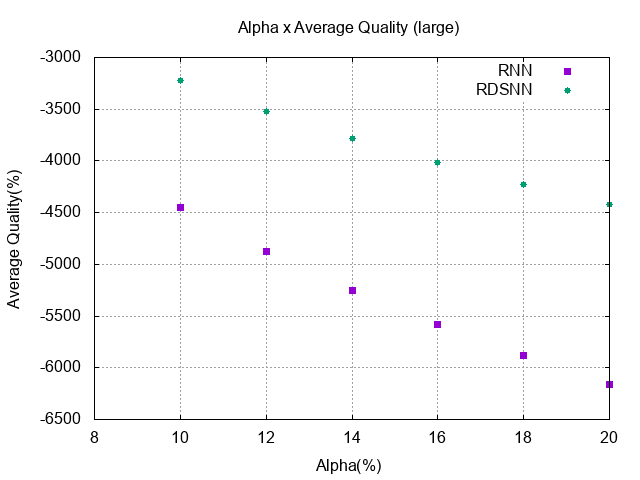 Alpha x Average Quality (large)
RNN
RDSNN
-3000
-3500
-4000
-4500
-5000
-5500
-6000
-6500
Average Quality(%)
8 10 12 14 16 18 20
Alpha(%)